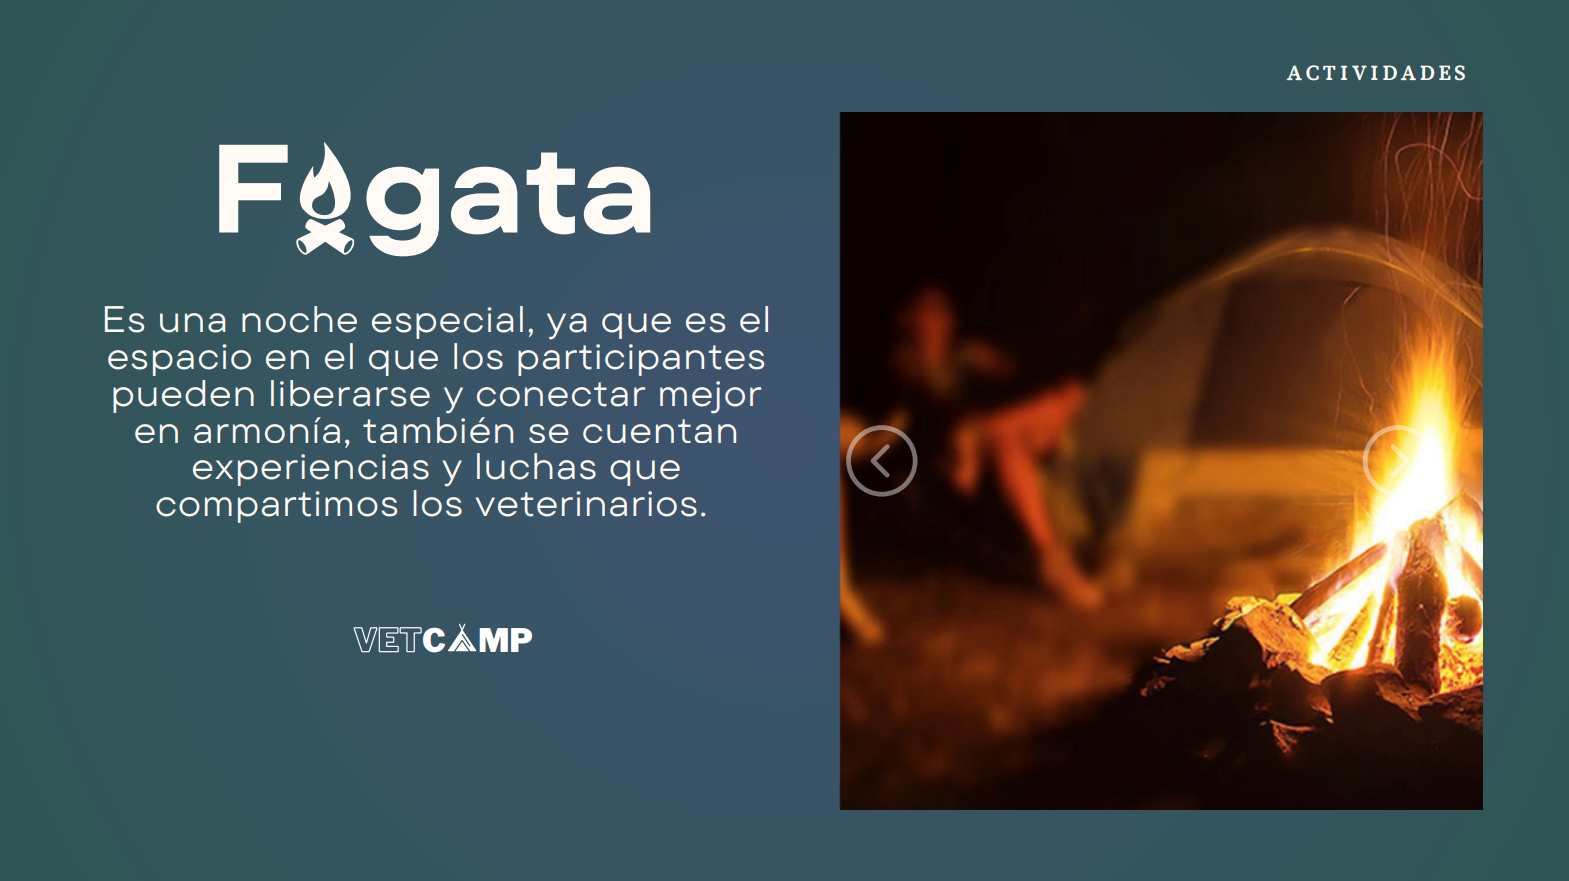 ACTIVIDADES
Fogata
Es una noche especial, ya que es el
espacio en el que los participantes
pueden liberarse y conectar mejor
en armonía, también se cuentan
experiencias y luchas que
compartimos los veterinarios.
VETCAMP